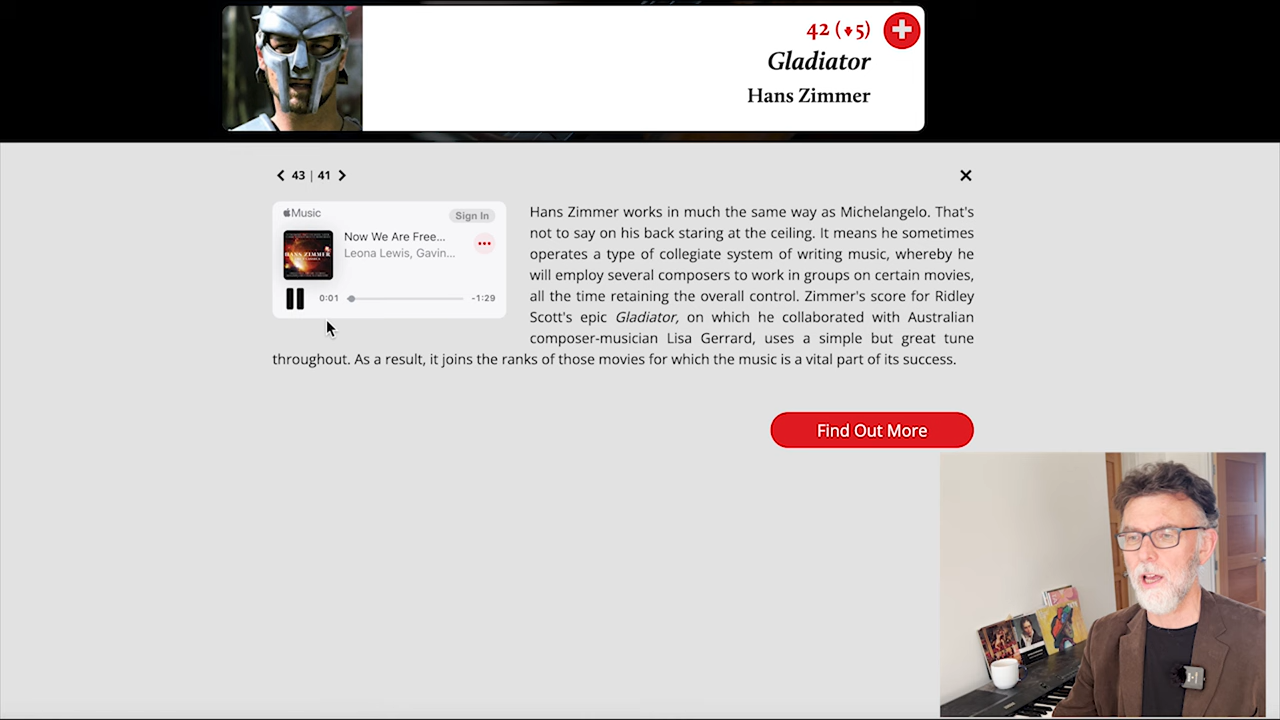 42 (⬇5)
Gladiator
Hans Zimmer
43 | 41
Music
Sign In
Now We Are Free...
Leona Lewis, Gavin...
HANS ZIMMER
0:01
-1:29
Hans Zimmer works in much the same way as Michelangelo. That's
not to say on his back staring at the ceiling. It means he sometimes
operates a type of collegiate system of writing music, whereby he
will employ several composers to work in groups on certain movies,
all the time retaining the overall control. Zimmer's score for Ridley
Scott's epic Gladiator, on which he collaborated with Australian
composer-musician Lisa Gerrard, uses a simple but great tune
throughout. As a result, it joins the ranks of those movies for which the music is a vital part of its success.
Find Out More